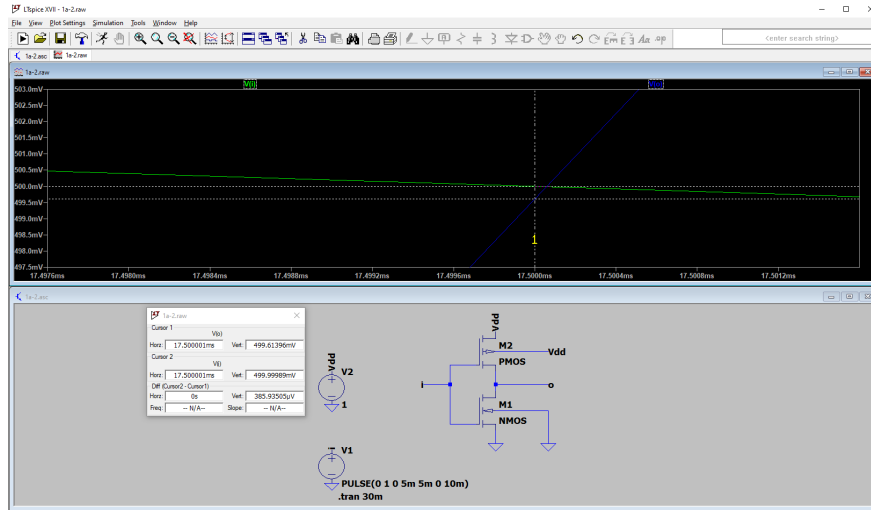 LTspice XVII - 1a-2.raw
File View Plot Settings Simulation Tools Window Help
<enter search string>
1a-2.asc 1a-2.raw
1a-2.raw
V(i)
503.0mV
502.5mV
502.0mV
501.5mV
501.0mV
500.5mV
500.0mV
499.5mV
499.0mV
498.5mV
498.0mV
497.5mV
1
17.4976ms 17.4980ms 17.4984ms 17.4988ms 17.4992ms 17.4996ms 17.5000ms 17.5004ms 17.5008ms 17.5012ms
1a-2.asc
1a-2.raw
Cursor 1
V(o)
Horz: 17.500001ms Vert: 499.61396mV
Cursor 2
V(i)
Horz: 17.500001ms Vert: 499.99989mV
Diff (Cursor2 - Cursor1)
Horz: 0s Vert: 385.93505µV
Freq: -- N/A-- Slope: -- N/A--
Vdd
V2
1
i
V1
PULSE(0 1 0 5m 5m 0 10m)
.tran 30m
Vdd
M2
Vdd
PMOS
i
o
M1
NMOS